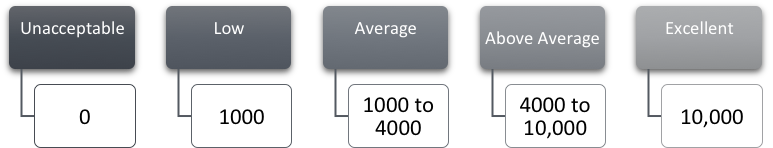 Unacceptable
0
Low
1000
Average
1000 to
4000
Above Average
4000 to
10,000
Excellent
10,000